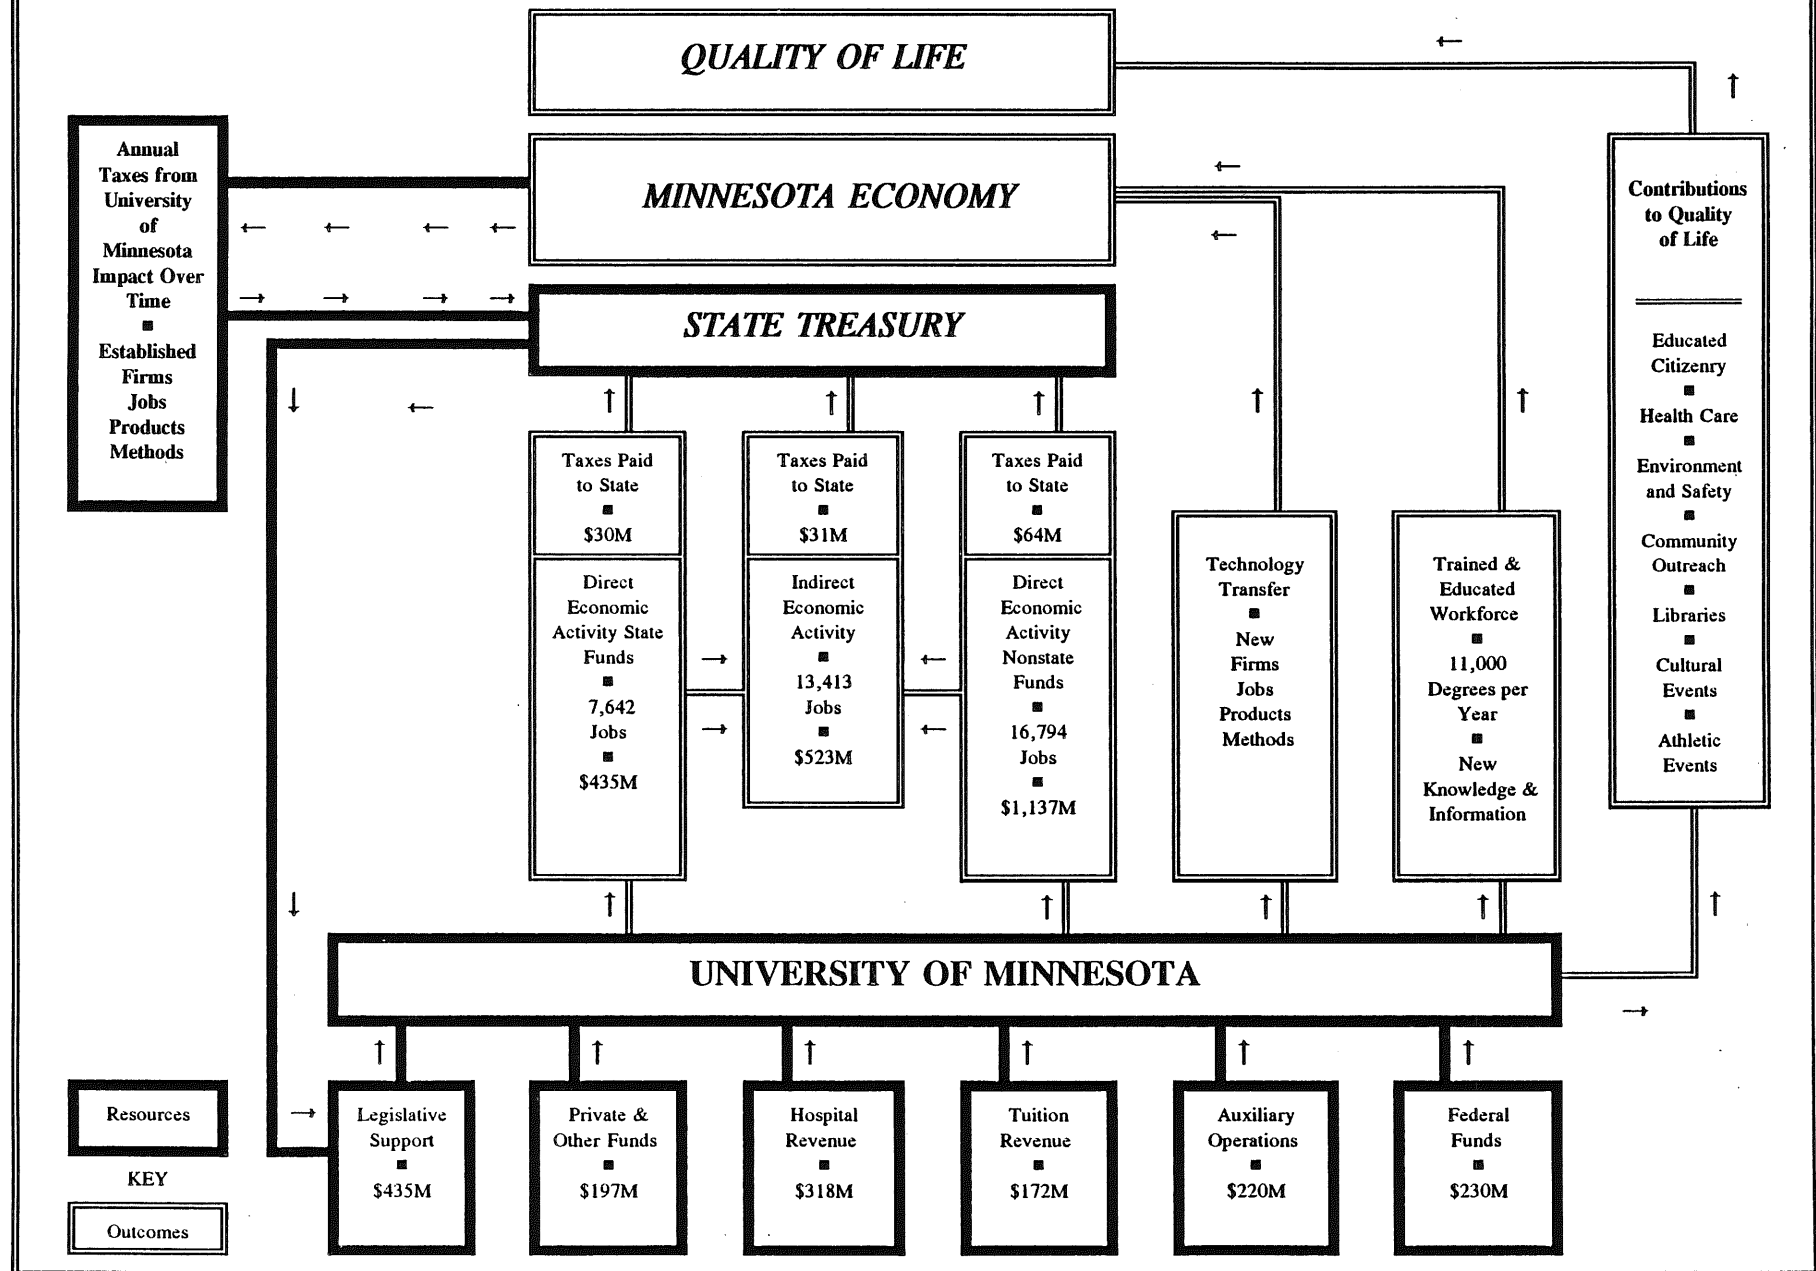 QUALITY OF LIFE
MINNESOTA ECONOMY
STATE TREASURY
Annual
Taxes from
University
of
Minnesota
Impact Over
Time
■
Established
Firms
Jobs
Products
Methods
Taxes Paid
to State
■
$30M
Direct
Economic
Activity State
Funds
■
7,642
Jobs
■
$435M
Taxes Paid
to State
■
$31M
Indirect
Economic
Activity
■
13,413
Jobs
■
$523M
Taxes Paid
to State
■
$64M
Direct
Economic
Activity
Nonstate
Funds
■
16,794
Jobs
■
$1,137M
Technology
Transfer
■
New
Firms
Jobs
Products
Methods
Trained &
Educated
Workforce
■
11,000
Degrees per
Year
■
New
Knowledge &
Information
Contributions
to Quality
of Life
Educated
Citizenry
■
Health Care
■
Environment
and Safety
■
Community
Outreach
■
Libraries
■
Cultural
Events
■
Athletic
Events
UNIVERSITY OF MINNESOTA
Legislative
Support
■
$435M
Private &
Other Funds
■
$197M
Hospital
Revenue
■
$318M
Tuition
Revenue
■
$172M
Auxiliary
Operations
■
$220M
Federal
Funds
■
$230M
Resources
KEY
Outcomes